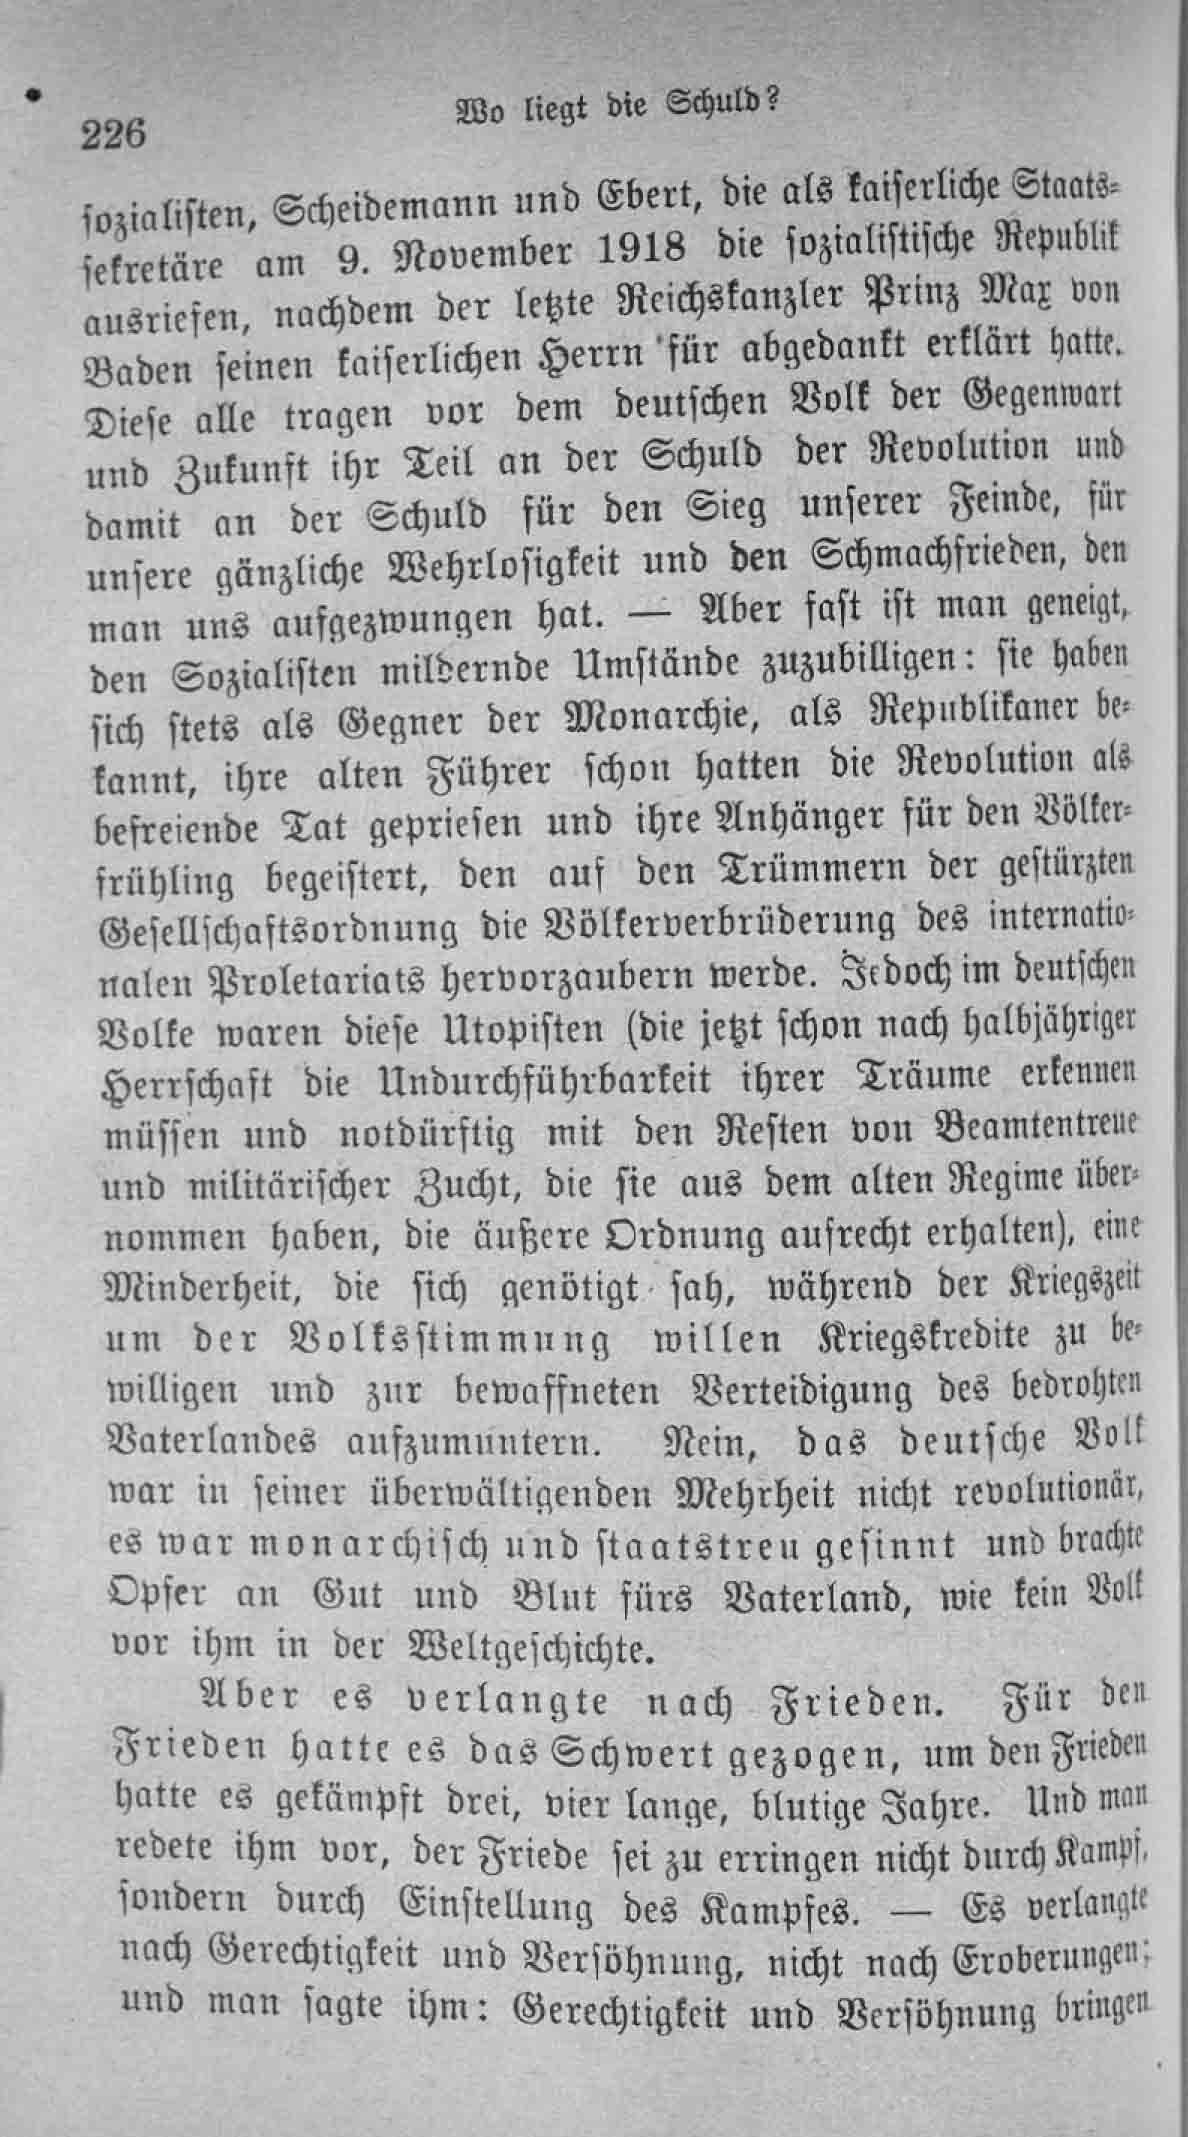 226
Wo liegt die Schuld?
sozialisten, Scheidemann und Ebert, die als kaiserliche Staats-
sekretäre am 9. November 1918 die sozialistische Republik
ausriefen, nachdem der letzte Reichskanzler Prinz Max von
Baden seinen kaiserlichen Herrn für abgedankt erklärt hatte.
Diese alle tragen vor dem deutschen Volk der Gegenwart
und Zukunft ihr Teil an der Schuld der Revolution und
damit an der Schuld für den Sieg unserer Feinde, für
unsere gänzliche Wehrlosigkeit und den Schmachfrieden, den
man uns aufgezwungen hat. — Aber fast ist man geneigt,
den Sozialisten mildernde Umstände zuzubilligen: sie haben
sich stets als Gegner der Monarchie, als Republikaner be-
kannt, ihre alten Führer schon hatten die Revolution als
befreiende Tat gepriesen und ihre Anhänger für den Völker-
frühling begeistert, den auf den Trümmern der gestürzten
Gesellschaftsordnung die Völkerverbrüderung des internatio-
nalen Proletariats hervorzaubern werde. Jedoch im deutschen
Volke waren diese Utopisten (die jetzt schon nach halbjähriger
Herrschaft die Undurchführbarkeit ihrer Träume erkennen
müssen und notdürftig mit den Resten von Beamtentreue
und militärischer Zucht, die sie aus dem alten Regime über-
nommen haben, die äußere Ordnung aufrecht erhalten), eine
Minderheit, die sich genötigt sah, während der Kriegszeit
um der Volksstimmung willen Kriegskredite zu be-
willigen und zur bewaffneten Verteidigung des bedrohten
Vaterlandes aufzumuntern. Nein, das deutsche Volk
war in seiner überwältigenden Mehrheit nicht revolutionär,
es war monarchisch und staatstreu gesinnt und brachte
Opfer an Gut und Blut fürs Vaterland, wie kein Volk
vor ihm in der Weltgeschichte.
Aber es verlangte nach Frieden. Für den
Frieden hatte es das Schwert gezogen, um den Frieden
hatte es gekämpft drei, vier lange, blutige Jahre. Und man
redete ihm vor, der Friede sei zu erringen nicht durch Kampf,
sondern durch Einstellung des Kampfes. — Es verlangte
nach Gerechtigkeit und Versöhnung, nicht nach Eroberungen;
und man sagte ihm: Gerechtigkeit und Versöhnung bringen